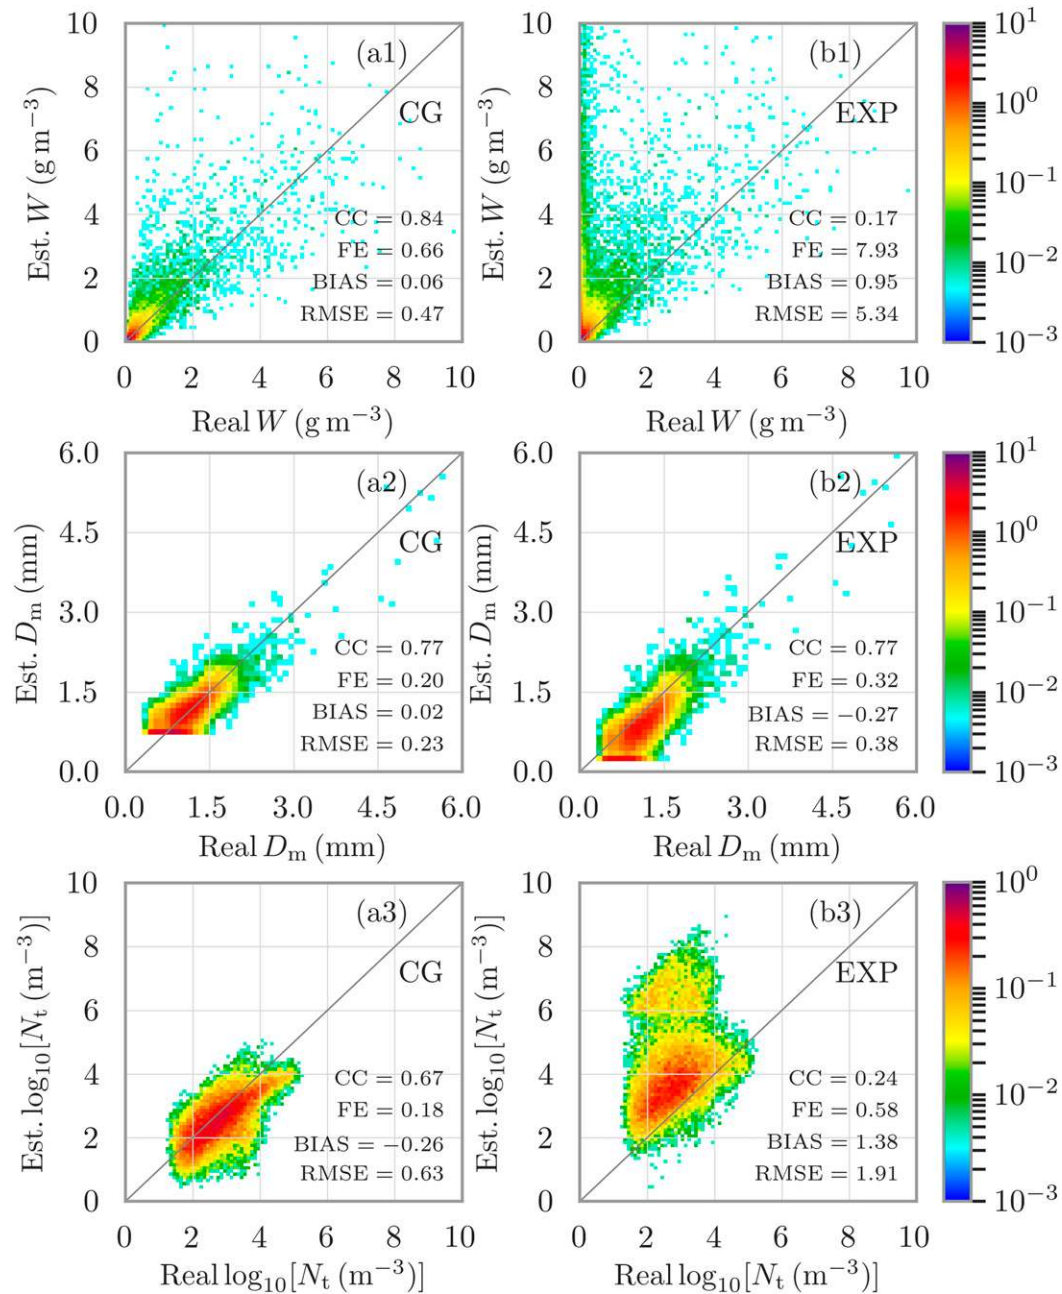 10
8
6
4
2
0
Est. W (g m⁻³)
(a1)
CG
CC = 0.84
FE = 0.66
BIAS = 0.06
RMSE = 0.47
0 2 4 6 8 10
Real W (g m⁻³)
10
8
6
4
2
0
Est. W (g m⁻³)
(b1)
EXP
CC = 0.17
FE = 7.93
BIAS = 0.95
RMSE = 5.34
0 2 4 6 8 10
Real W (g m⁻³)
10¹
10⁰
10⁻¹
10⁻²
10⁻³
6.0
4.5
3.0
1.5
0.0
Est. Dₘ (mm)
(a2)
CG
CC = 0.77
FE = 0.20
BIAS = 0.02
RMSE = 0.23
0.0 1.5 3.0 4.5 6.0
Real Dₘ (mm)
6.0
4.5
3.0
1.5
0.0
Est. Dₘ (mm)
(b2)
EXP
CC = 0.77
FE = 0.32
BIAS = −0.27
RMSE = 0.38
0.0 1.5 3.0 4.5 6.0
Real Dₘ (mm)
10¹
10⁰
10⁻¹
10⁻²
10⁻³
10
8
6
4
2
0
Est. log₁₀[Nₜ (m⁻³)]
(a3)
CG
CC = 0.67
FE = 0.18
BIAS = −0.26
RMSE = 0.63
0 2 4 6 8 10
Real log₁₀[Nₜ (m⁻³)]
10
8
6
4
2
0
Est. log₁₀[Nₜ (m⁻³)]
(b3)
EXP
CC = 0.24
FE = 0.58
BIAS = 1.38
RMSE = 1.91
0 2 4 6 8 10
Real log₁₀[Nₜ (m⁻³)]
10⁰
10⁻¹
10⁻²
10⁻³